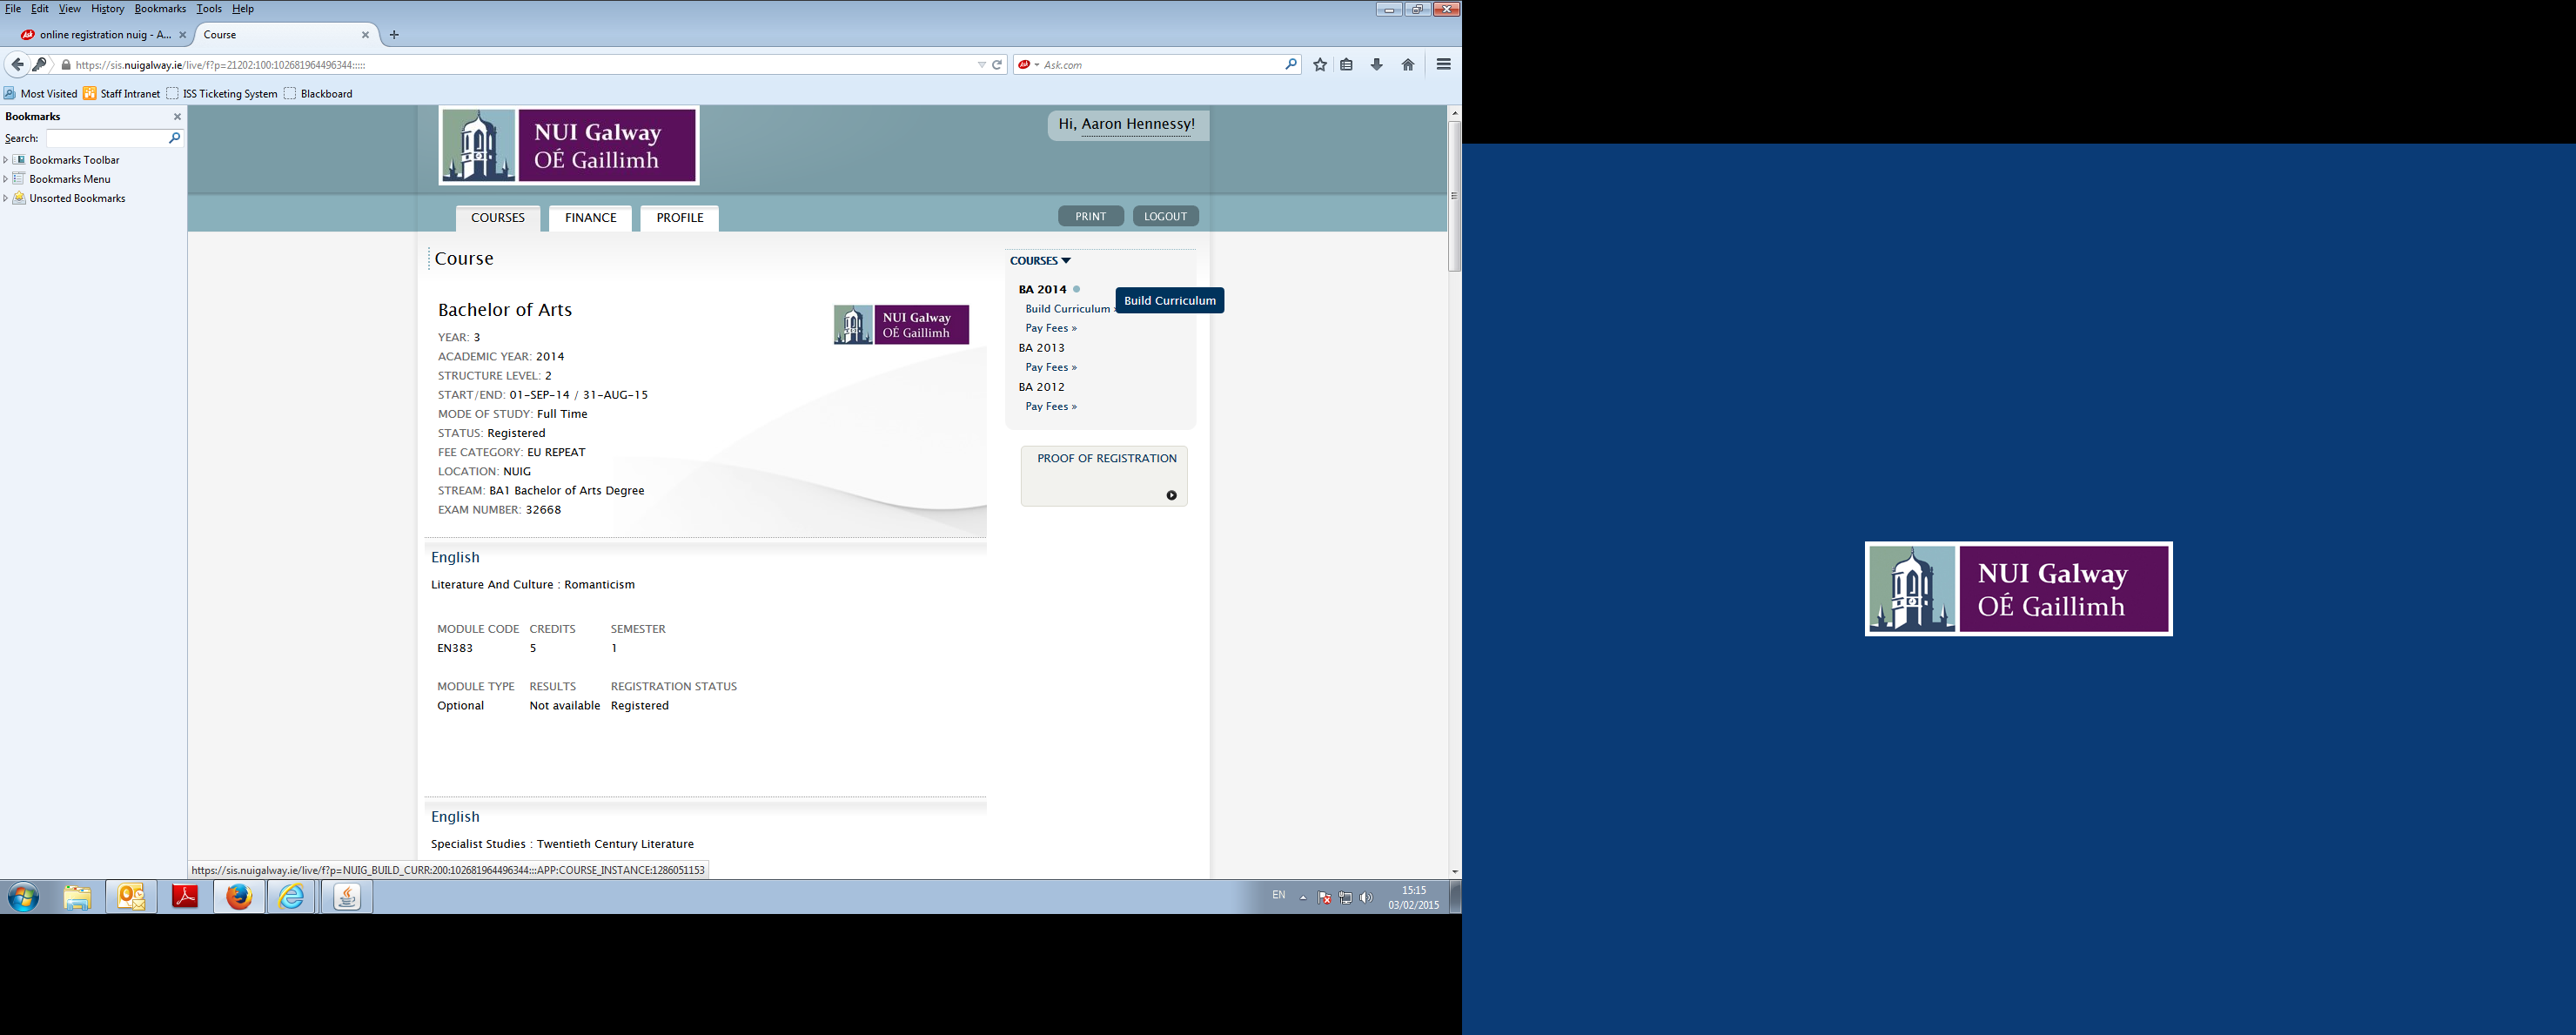 File Edit View History Bookmarks Tools Help
online registration nuig - A...
Course
https://sis.nuigalway.ie/live/f?p=21202:100:102681964496344:::::
Ask.com
Most Visited Staff Intranet ISS Ticketing System Blackboard
Bookmarks
Search:
Bookmarks Toolbar
Bookmarks Menu
Unsorted Bookmarks
NUI Galway
OÉ Gaillimh
Hi, Aaron Hennessy!
COURSES FINANCE PROFILE
PRINT LOGOUT
Course
Bachelor of Arts
NUI Galway
OÉ Gaillimh
YEAR: 3
ACADEMIC YEAR: 2014
STRUCTURE LEVEL: 2
START/END: 01-SEP-14 / 31-AUG-15
MODE OF STUDY: Full Time
STATUS: Registered
FEE CATEGORY: EU REPEAT
LOCATION: NUIG
STREAM: BA1 Bachelor of Arts Degree
EXAM NUMBER: 32668
English
Literature And Culture : Romanticism
MODULE CODE CREDITS SEMESTER
EN383 5 1
MODULE TYPE RESULTS REGISTRATION STATUS
Optional Not available Registered
English
Specialist Studies : Twentieth Century Literature
COURSES
BA 2014
Build Curriculum »
Build Curriculum
Pay Fees »
BA 2013
Pay Fees »
BA 2012
Pay Fees »
PROOF OF REGISTRATION
https://sis.nuigalway.ie/live/f?p=NUIG_BUILD_CURR:200:102681964496344:::APP:COURSE_INSTANCE:1286051153
EN
15:15
03/02/2015
NUI Galway
OÉ Gaillimh